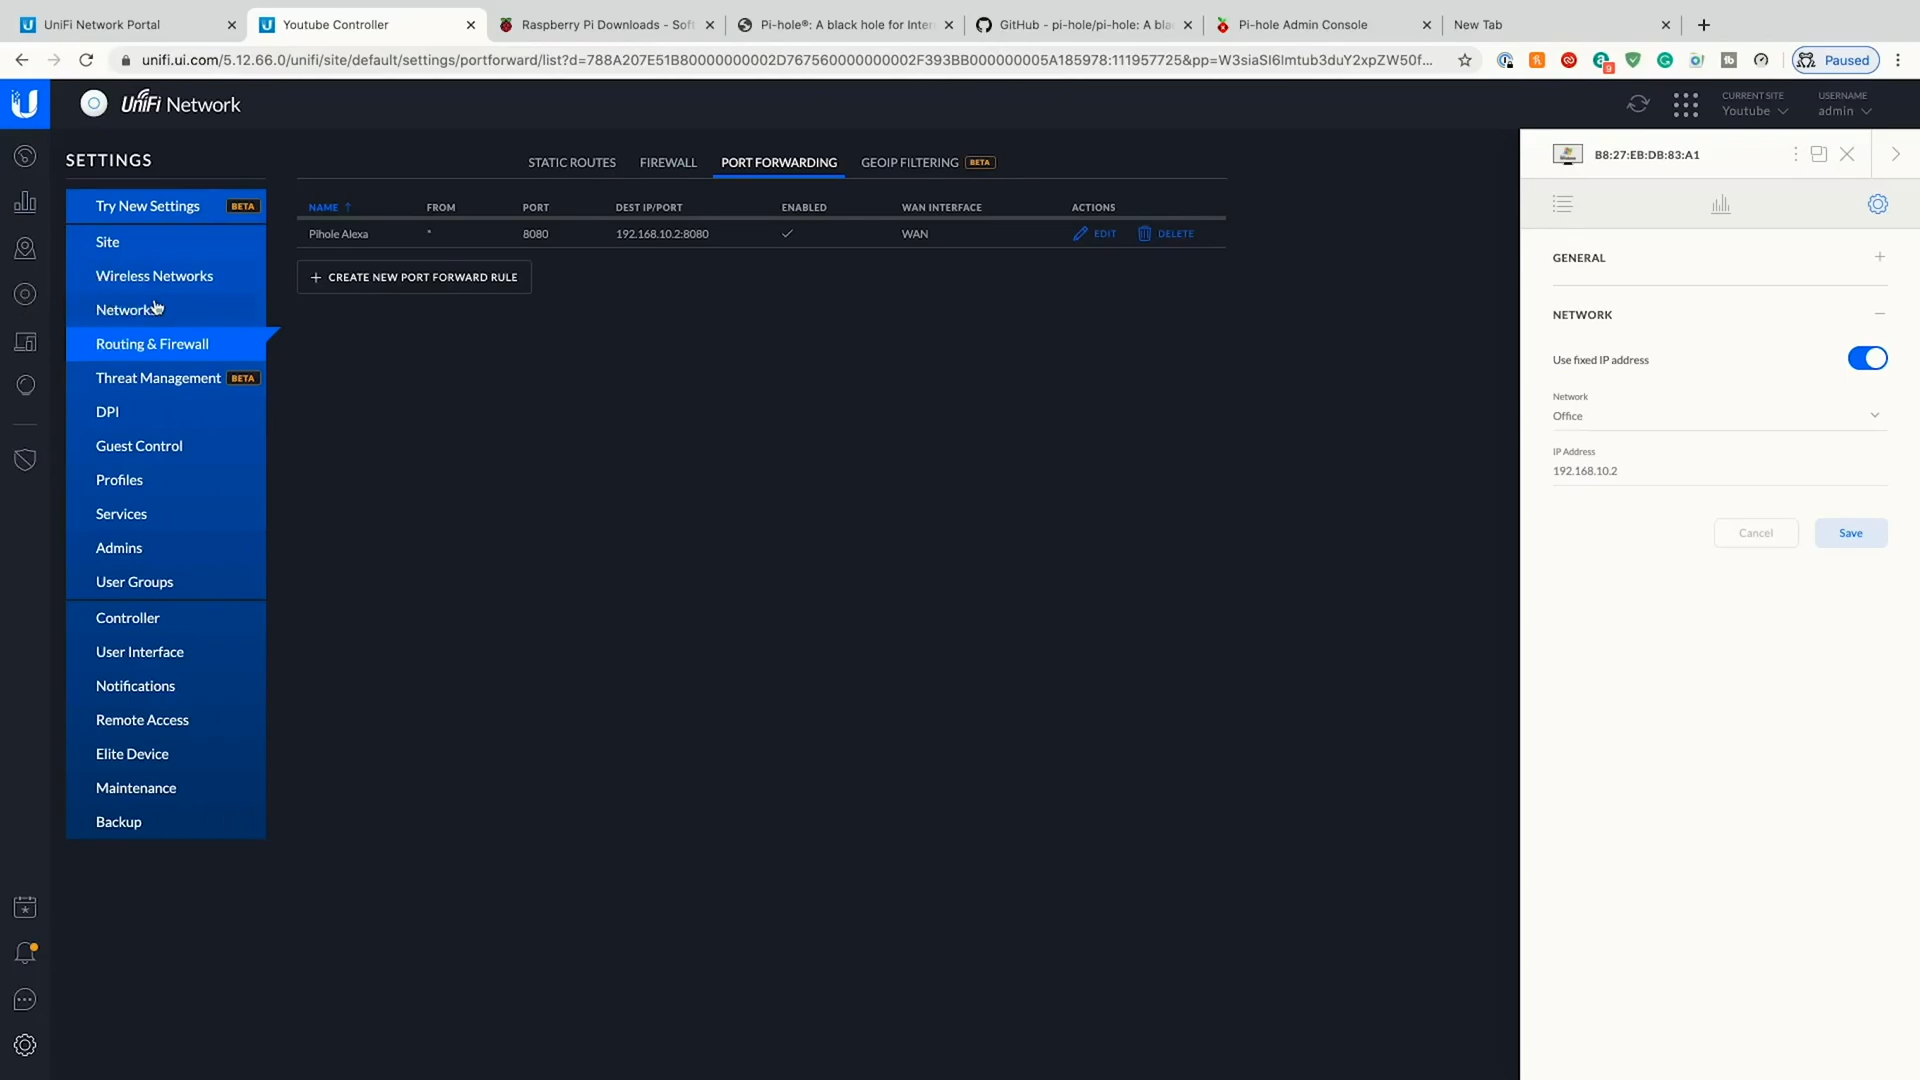 UniFi Network Portal
Youtube Controller
Raspberry Pi Downloads - Soft
Pi-hole®: A black hole for Inter
GitHub - pi-hole/pi-hole: A bla
Pi-hole Admin Console
New Tab
unifi.ui.com/5.12.66.0/unifi/site/default/settings/portforward/list?d=788A207E51B80000000002D767560000000002F393BB000000005A185978:111957725&pp=W3siaSI6Imtub3duY2xpZW50f...
9
Paused
UniFi Network
CURRENT SITE
Youtube
USERNAME
admin
SETTINGS
Try New Settings BETA
Site
Wireless Networks
Networks
Routing & Firewall
Threat Management BETA
DPI
Guest Control
Profiles
Services
Admins
User Groups
Controller
User Interface
Notifications
Remote Access
Elite Device
Maintenance
Backup
STATIC ROUTES FIREWALL PORT FORWARDING GEOIP FILTERING BETA
NAME ↑ FROM PORT DEST IP/PORT ENABLED WAN INTERFACE ACTIONS
Pihole Alexa * 8080 192.168.10.2:8080 WAN EDIT DELETE
+ CREATE NEW PORT FORWARD RULE
B8:27:EB:DB:83:A1
GENERAL
NETWORK
Use fixed IP address
Network
Office
IP Address
192.168.10.2
Cancel Save